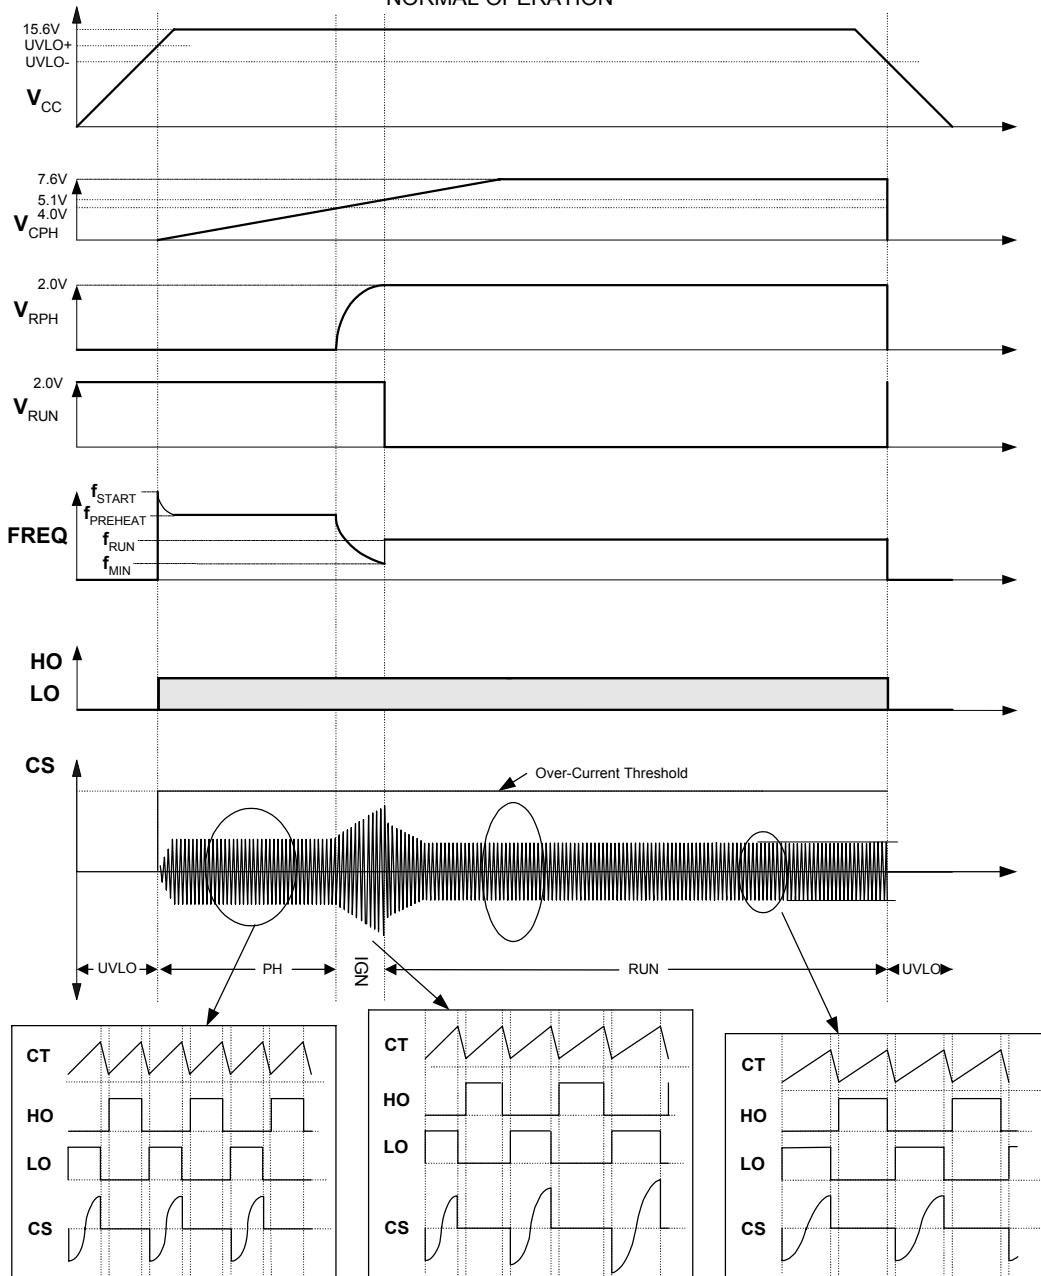 NORMAL OPERATION
15.6V
UVLO+
UVLO-
VCC
7.6V
5.1V
4.0V
VCPH
2.0V
VRPH
2.0V
VRUN
fSTART
fPREHEAT
FREQ
fRUN
fMIN
HO
LO
CS
Over-Current Threshold
UVLO
PH
IGN
RUN
UVLO
CT
HO
LO
CS
CT
HO
LO
CS
CT
HO
LO
CS